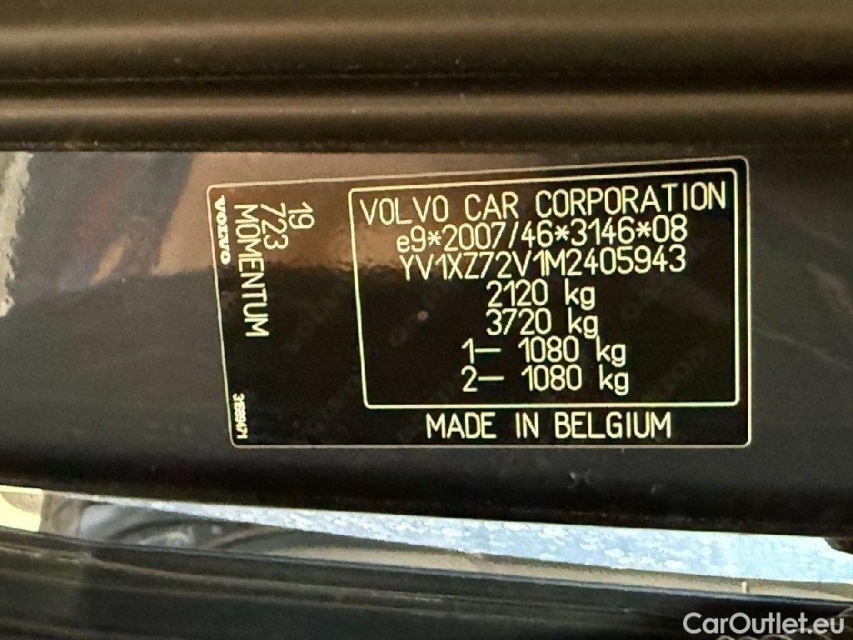 VOLVO CAR CORPORATION
e9*2007/46*3146*08
YV1XZ72V1M2405943
2120 kg
3720 kg
1– 1080 kg
2– 1080 kg
MADE IN BELGIUM
19
723
MOMENTUM
VOLVO
CarOutlet.eu